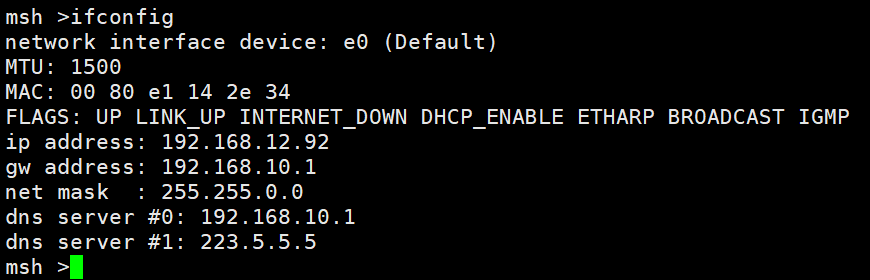 msh >ifconfig
network interface device: e0 (Default)
MTU: 1500
MAC: 00 80 e1 14 2e 34
FLAGS: UP LINK_UP INTERNET_DOWN DHCP_ENABLE ETHARP BROADCAST IGMP
ip address: 192.168.12.92
gw address: 192.168.10.1
net mask  : 255.255.0.0
dns server #0: 192.168.10.1
dns server #1: 223.5.5.5
msh >